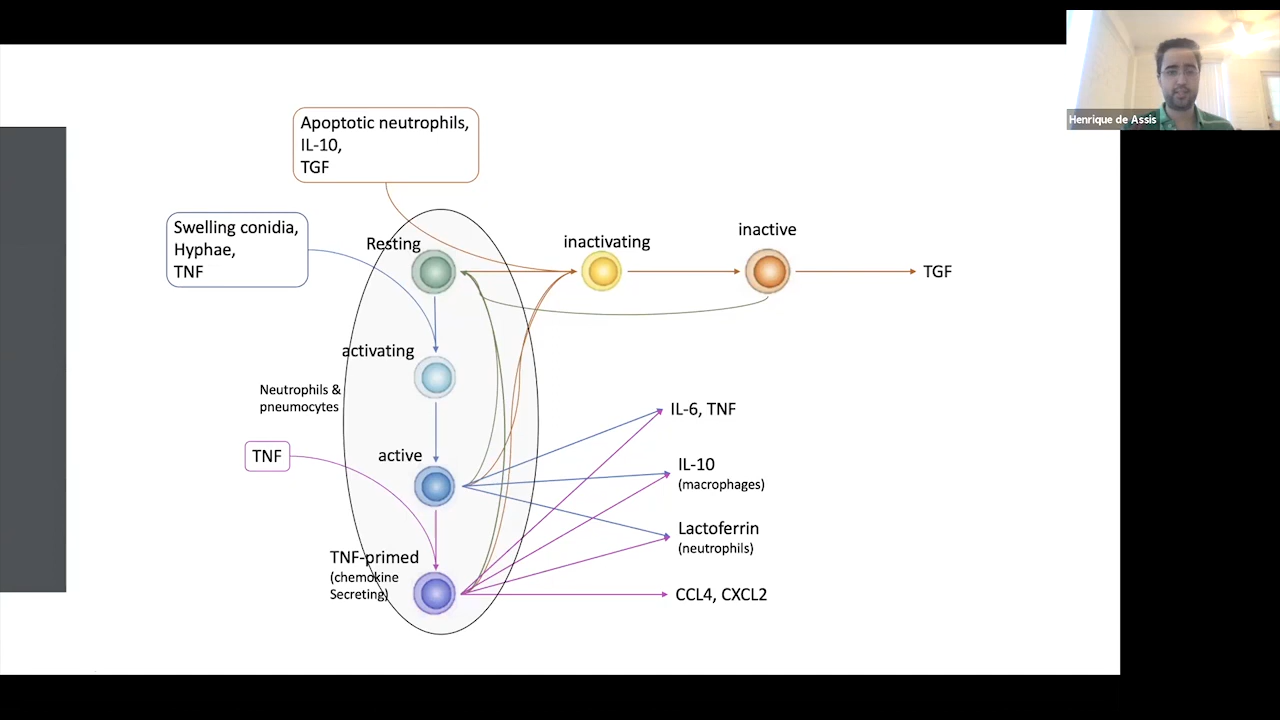 Henrique de Assis
Apoptotic neutrophils,
IL-10,
TGF
Swelling conidia,
Hyphae,
TNF
Resting
inactivating
inactive
TGF
activating
Neutrophils &
pneumocytes
TNF
active
IL-6, TNF
IL-10
(macrophages)
Lactoferrin
(neutrophils)
TNF-primed
(chemokine
Secreting)
CCL4, CXCL2